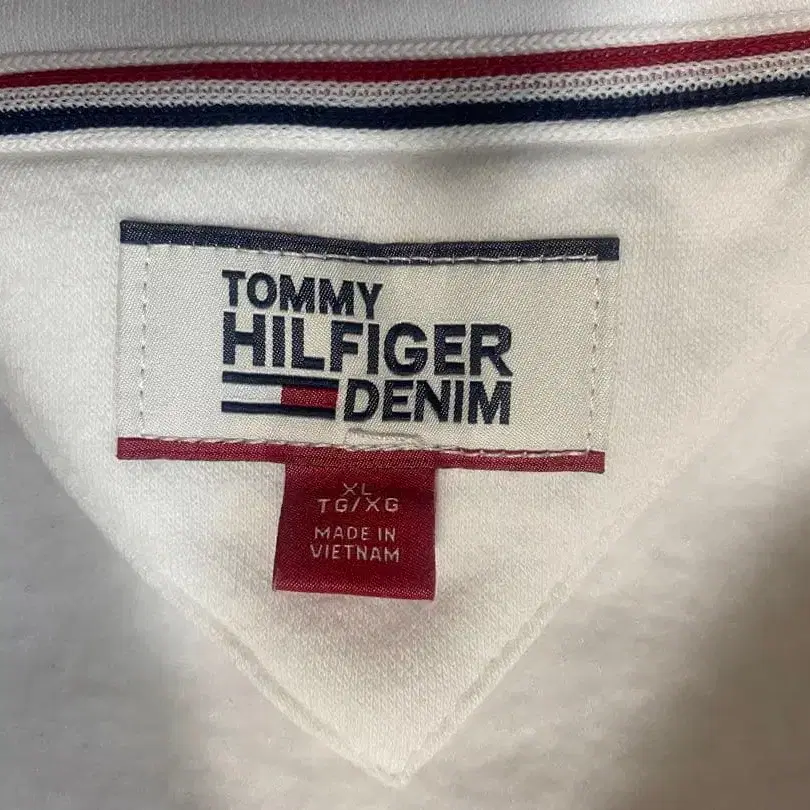 TOMMY
HILFIGER
DENIM
XL
TG/XG
MADE IN
VIETNAM